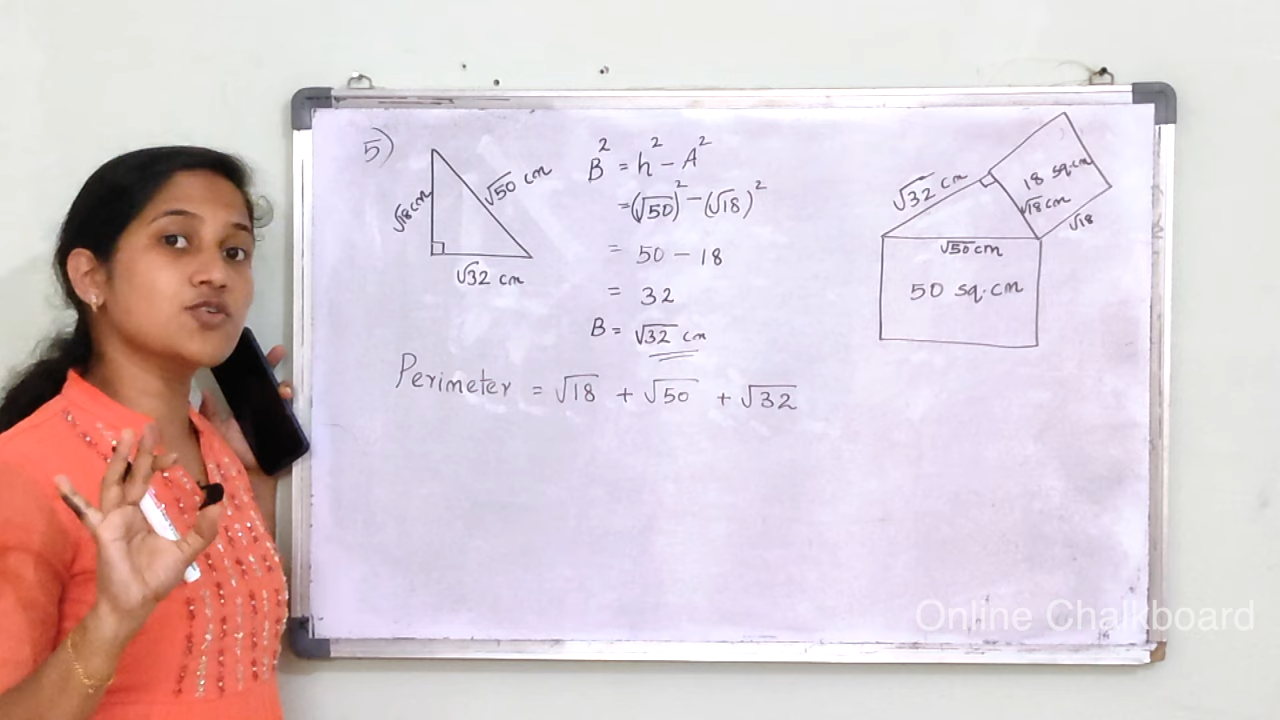 5)
√18 cm
√50 cm
√32 cm
B² = h² - A²
= (√50)² - (√18)²
= 50 - 18
= 32
B = √32 cm
Perimeter = √18 + √50 + √32
√32 cm
18 sq.cm
√18 cm
√18
√50 cm
50 sq.cm
Online Chalkboard